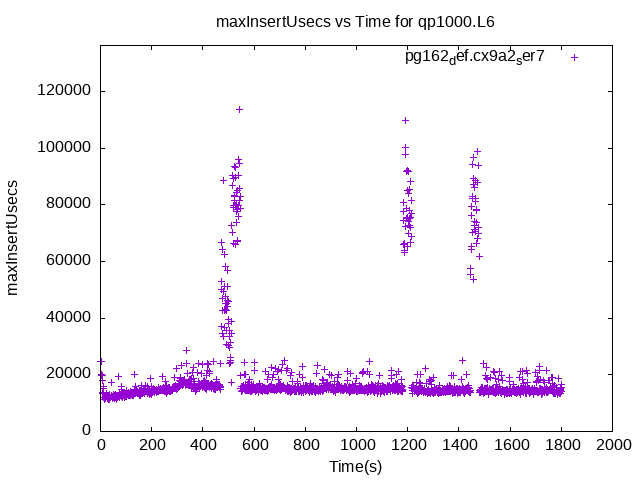 maxInsertUsecs vs Time for qp1000.L6
pg162def.cx9a2ser7
120000
100000
80000
60000
40000
20000
0
maxInsertUsecs
0 200 400 600 800 1000 1200 1400 1600 1800 2000
Time(s)